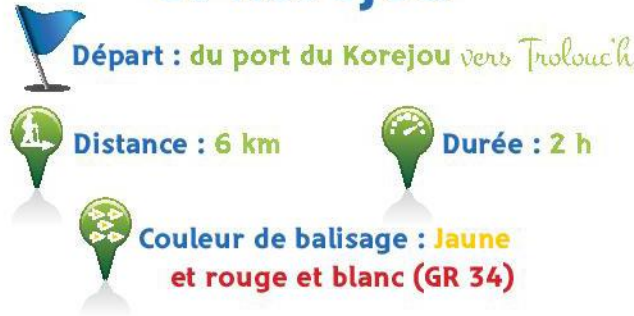 Départ : du port du Korejou vers Trolouc'h
Distance : 6 km
Durée : 2 h
Couleur de balisage : Jaune
et rouge et blanc (GR 34)